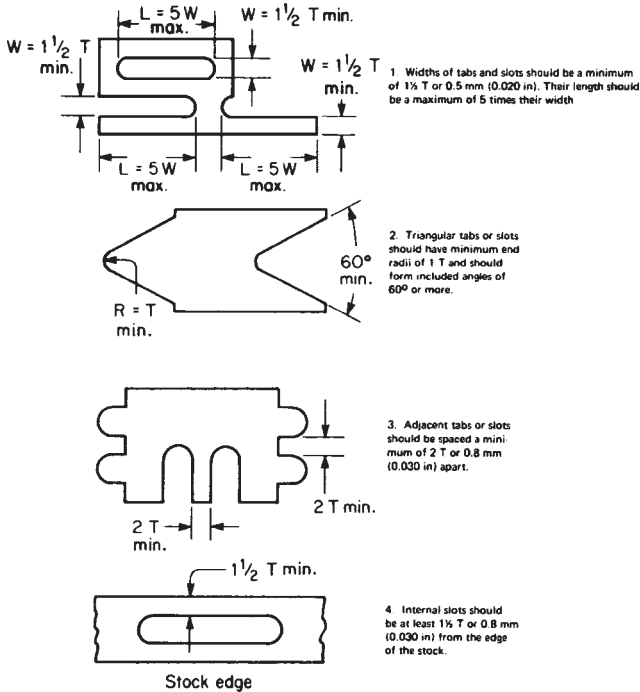 L = 5W
max.
W = 1½ T min.
W = 1½ T
min.
W = 1½ T
min.
L = 5W
max.
L = 5W
max.
1. Widths of tabs and slots should be a minimum
of 1½ T or 0.5 mm (0.020 in). Their length should
be a maximum of 5 times their width
R = T
min.
60°
min.
2. Triangular tabs or slots
should have minimum end
radii of 1 T and should
form included angles of
60° or more.
2 T
min.
2 T min.
3. Adjacent tabs or slots
should be spaced a mini-
mum of 2 T or 0.8 mm
(0.030 in) apart.
1½ T min.
Stock edge
4. Internal slots should
be at least 1½ T or 0.8 mm
(0.030 in) from the edge
of the stock.